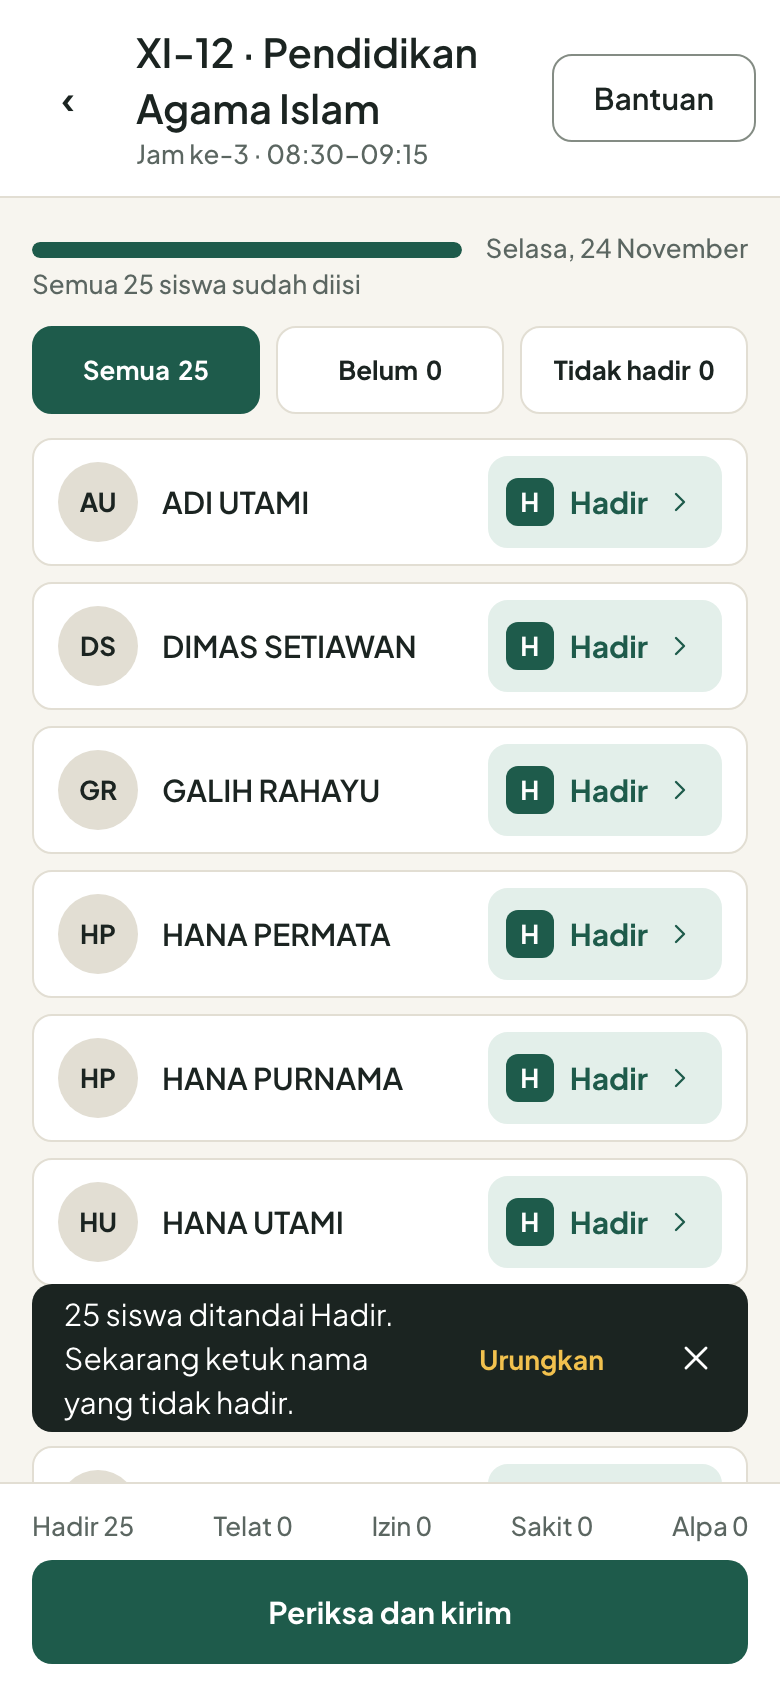 XI-12 · Pendidikan
Agama Islam
Jam ke-3 · 08:30–09:15
Bantuan
Selasa, 24 November
Semua 25 siswa sudah diisi
Semua 25
Belum 0
Tidak hadir 0
AU ADI UTAMI H Hadir
DS DIMAS SETIAWAN H Hadir
GR GALIH RAHAYU H Hadir
HP HANA PERMATA H Hadir
HP HANA PURNAMA H Hadir
HU HANA UTAMI H Hadir
25 siswa ditandai Hadir.
Sekarang ketuk nama
yang tidak hadir.
Urungkan
Hadir 25 Telat 0 Izin 0 Sakit 0 Alpa 0
Periksa dan kirim